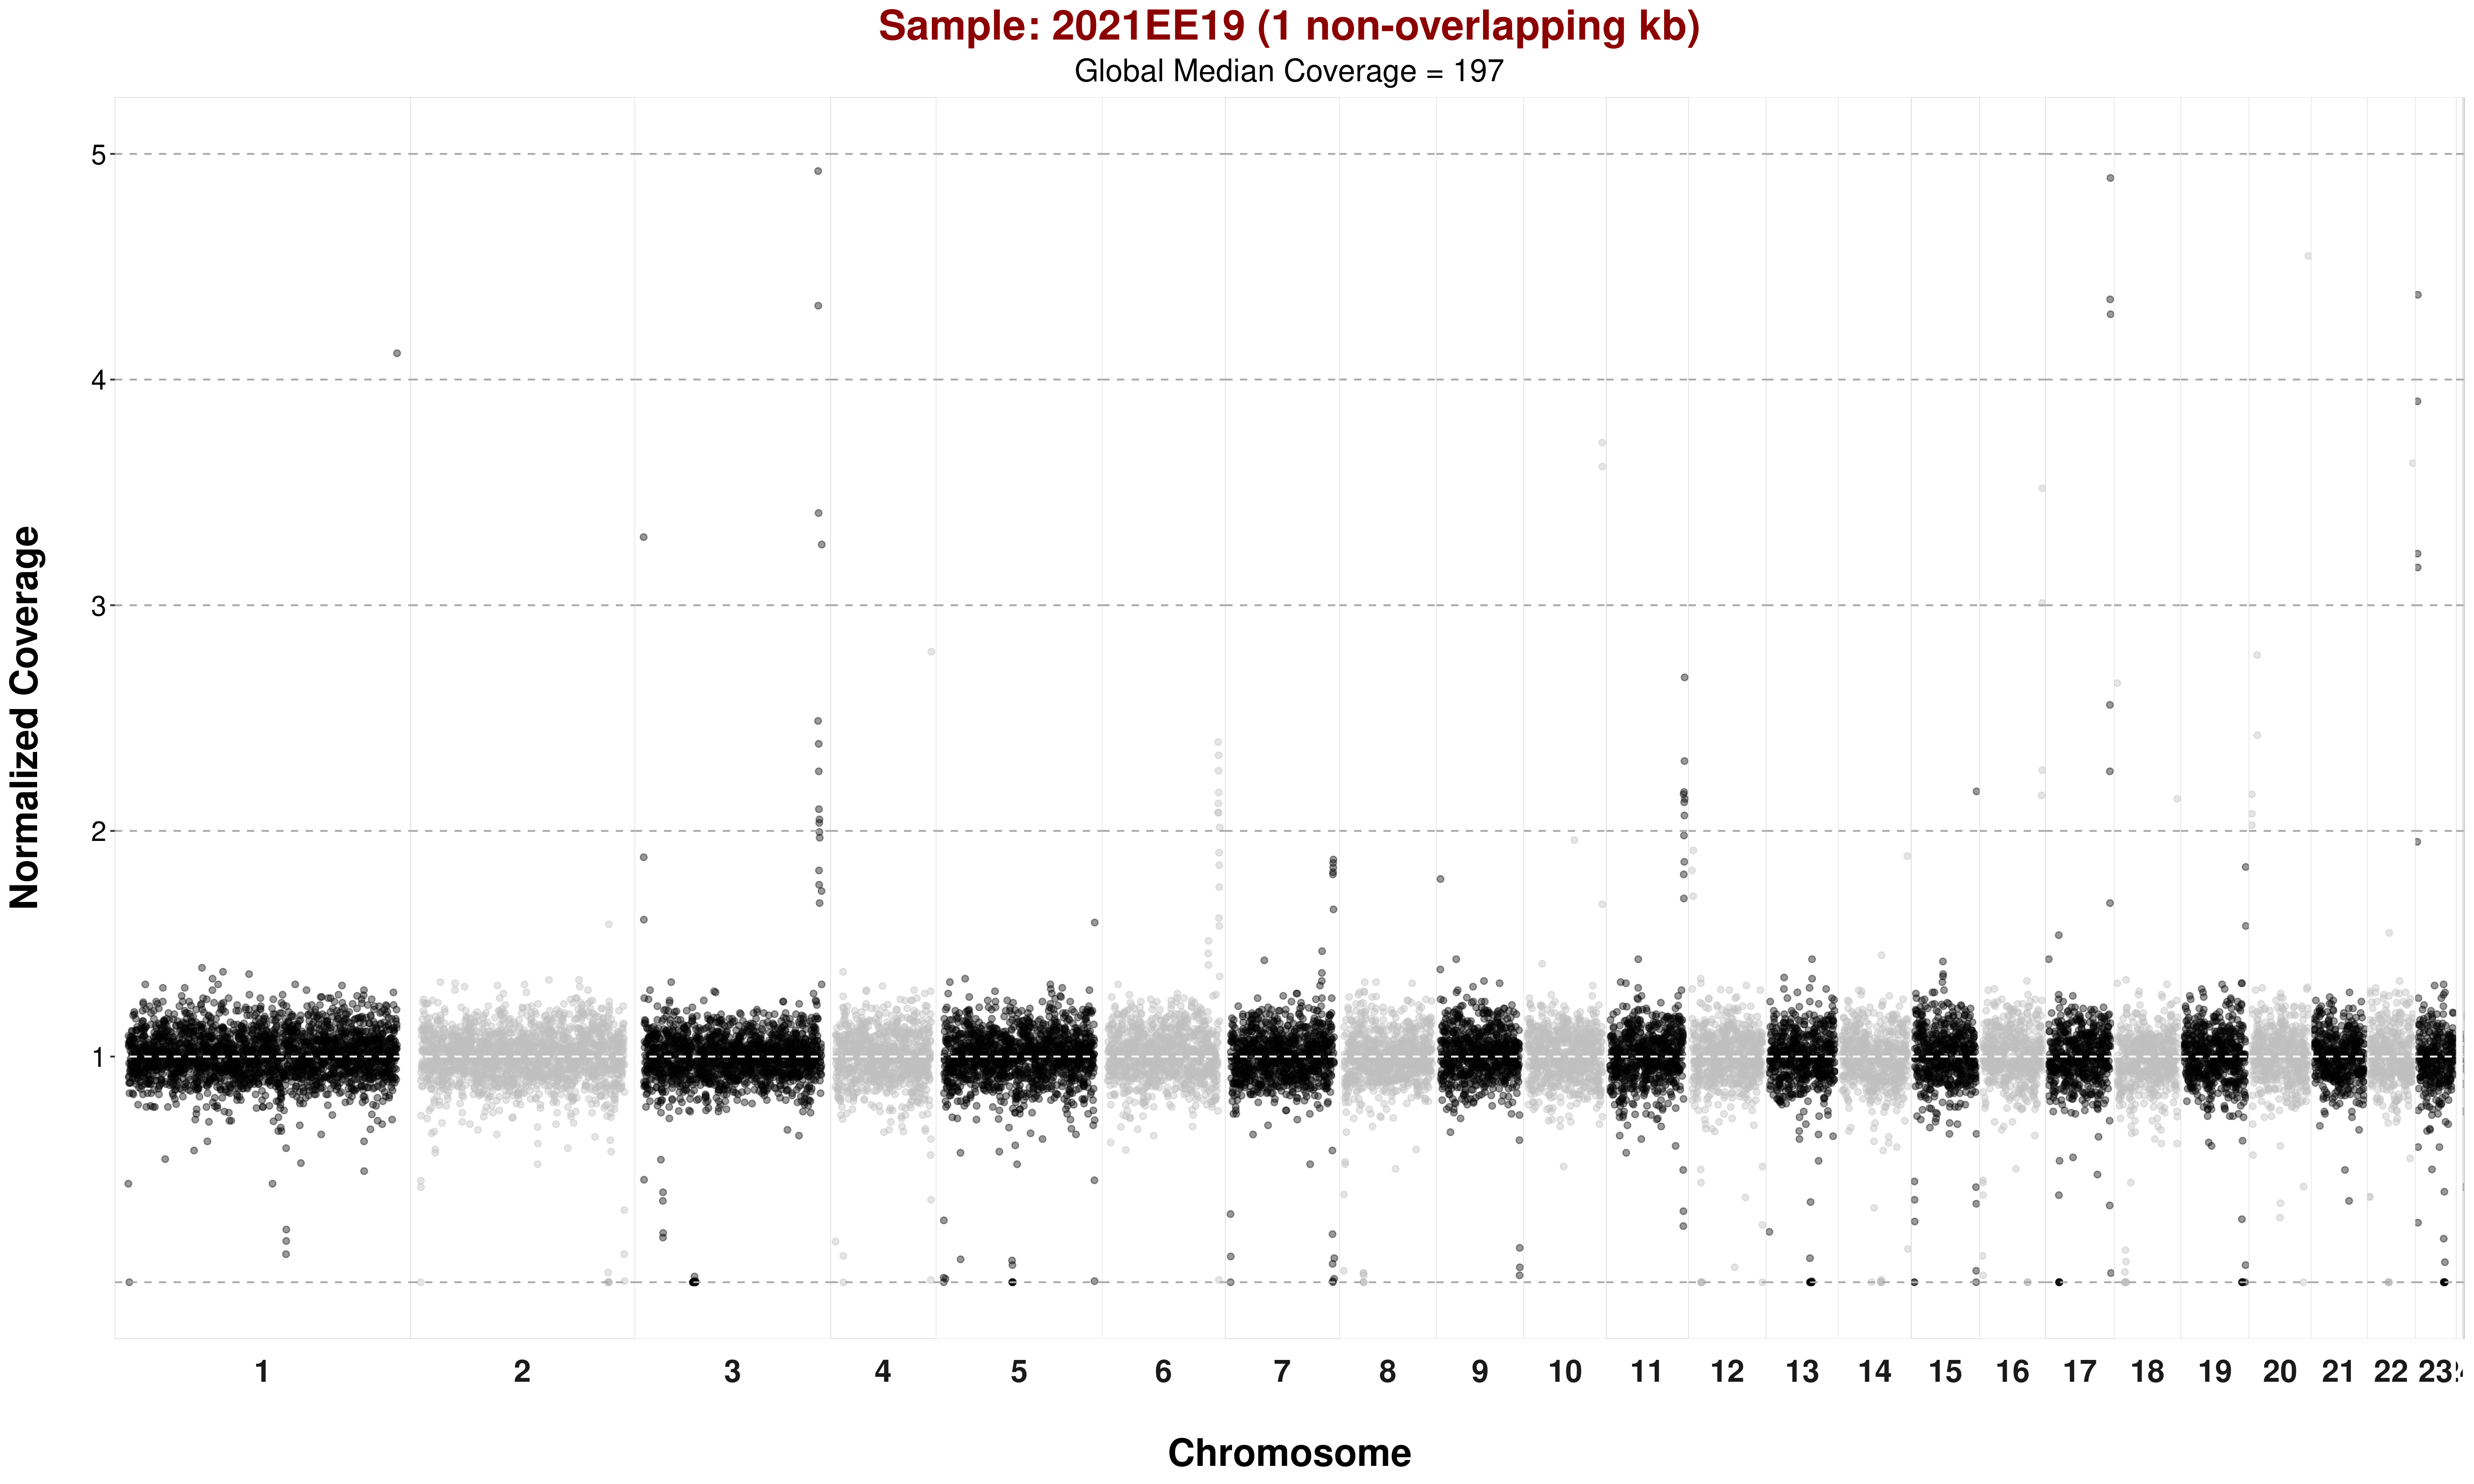 Sample: 2021EE19 (1 non-overlapping kb)
Global Median Coverage = 197
Normalized Coverage
5
4
3
2
1
1 2 3 4 5 6 7 8 9 10 11 12 13 14 15 16 17 18 19 20 21 22 23
Chromosome